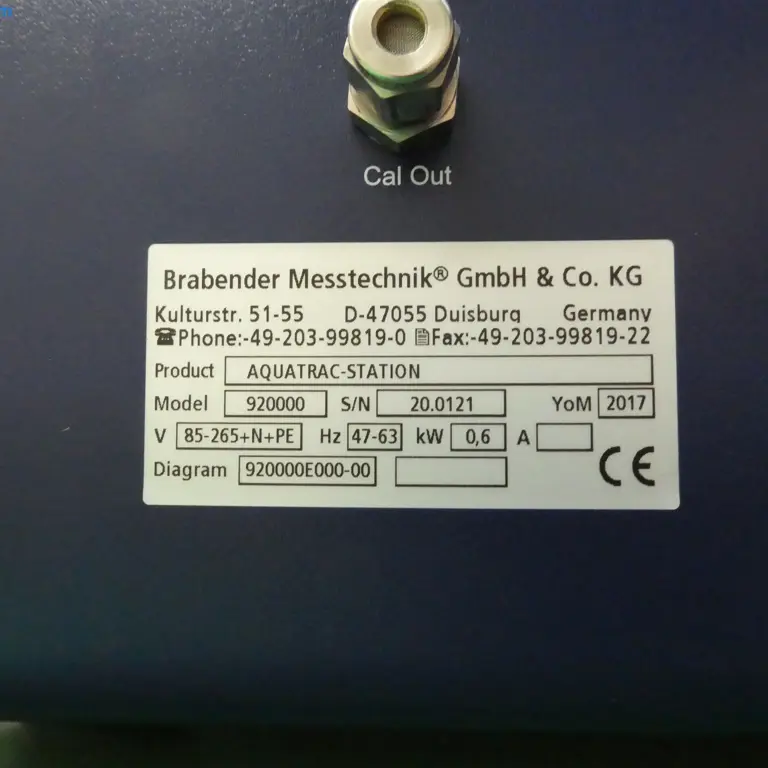 Cal Out
Brabender Messtechnik® GmbH & Co. KG
Kulturstr. 51-55 D-47055 Duisburg Germany
☎Phone:-49-203-99819-0 Fax:-49-203-99819-22
Product AQUATRAC-STATION
Model 920000 S/N 20.0121 YoM 2017
V 85-265+N+PE Hz 47-63 kW 0,6 A
Diagram 920000E000-00 CE